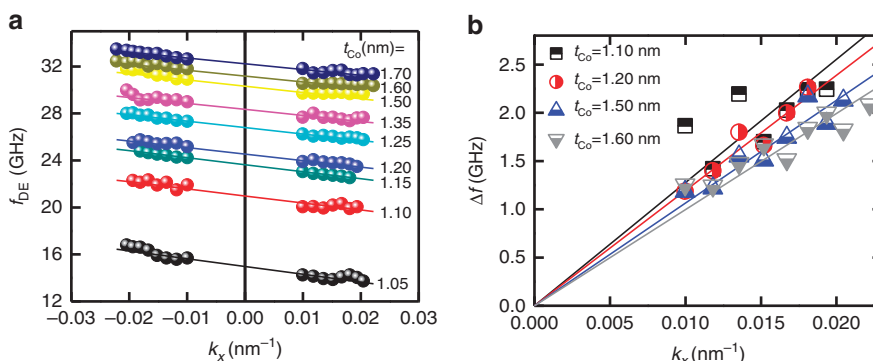 a
t_Co(nm)=
1.70
1.60
1.50
1.35
1.25
1.20
1.15
1.10
1.05
32
28
24
20
16
12
f_DE (GHz)
−0.03 −0.02 −0.01 0.00 0.01 0.02 0.03
k_x (nm⁻¹)
b
t_Co=1.10 nm
t_Co=1.20 nm
t_Co=1.50 nm
t_Co=1.60 nm
2.5
2.0
1.5
1.0
0.5
0.0
Δf (GHz)
0.000 0.005 0.010 0.015 0.020
k_x (nm⁻¹)